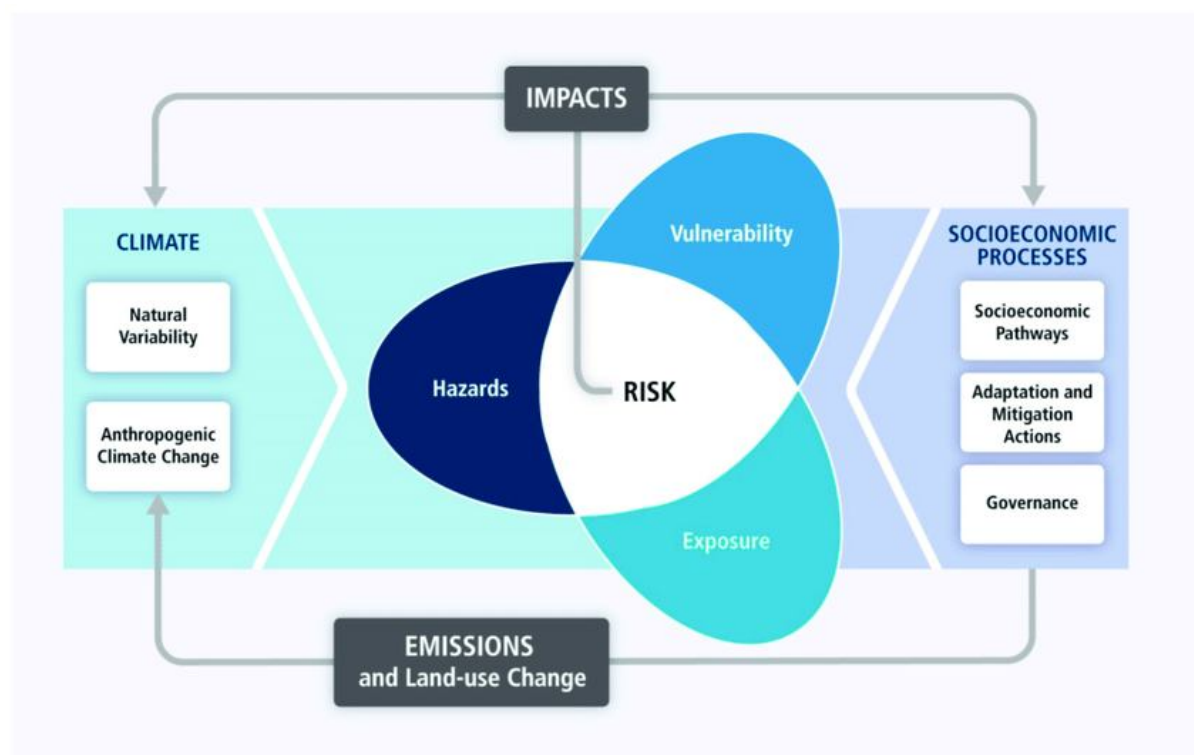 IMPACTS
CLIMATE
Natural
Variability
Anthropogenic
Climate Change
Vulnerability
Hazards
RISK
Exposure
SOCIOECONOMIC
PROCESSES
Socioeconomic
Pathways
Adaptation and
Mitigation
Actions
Governance
EMISSIONS
and Land-use Change